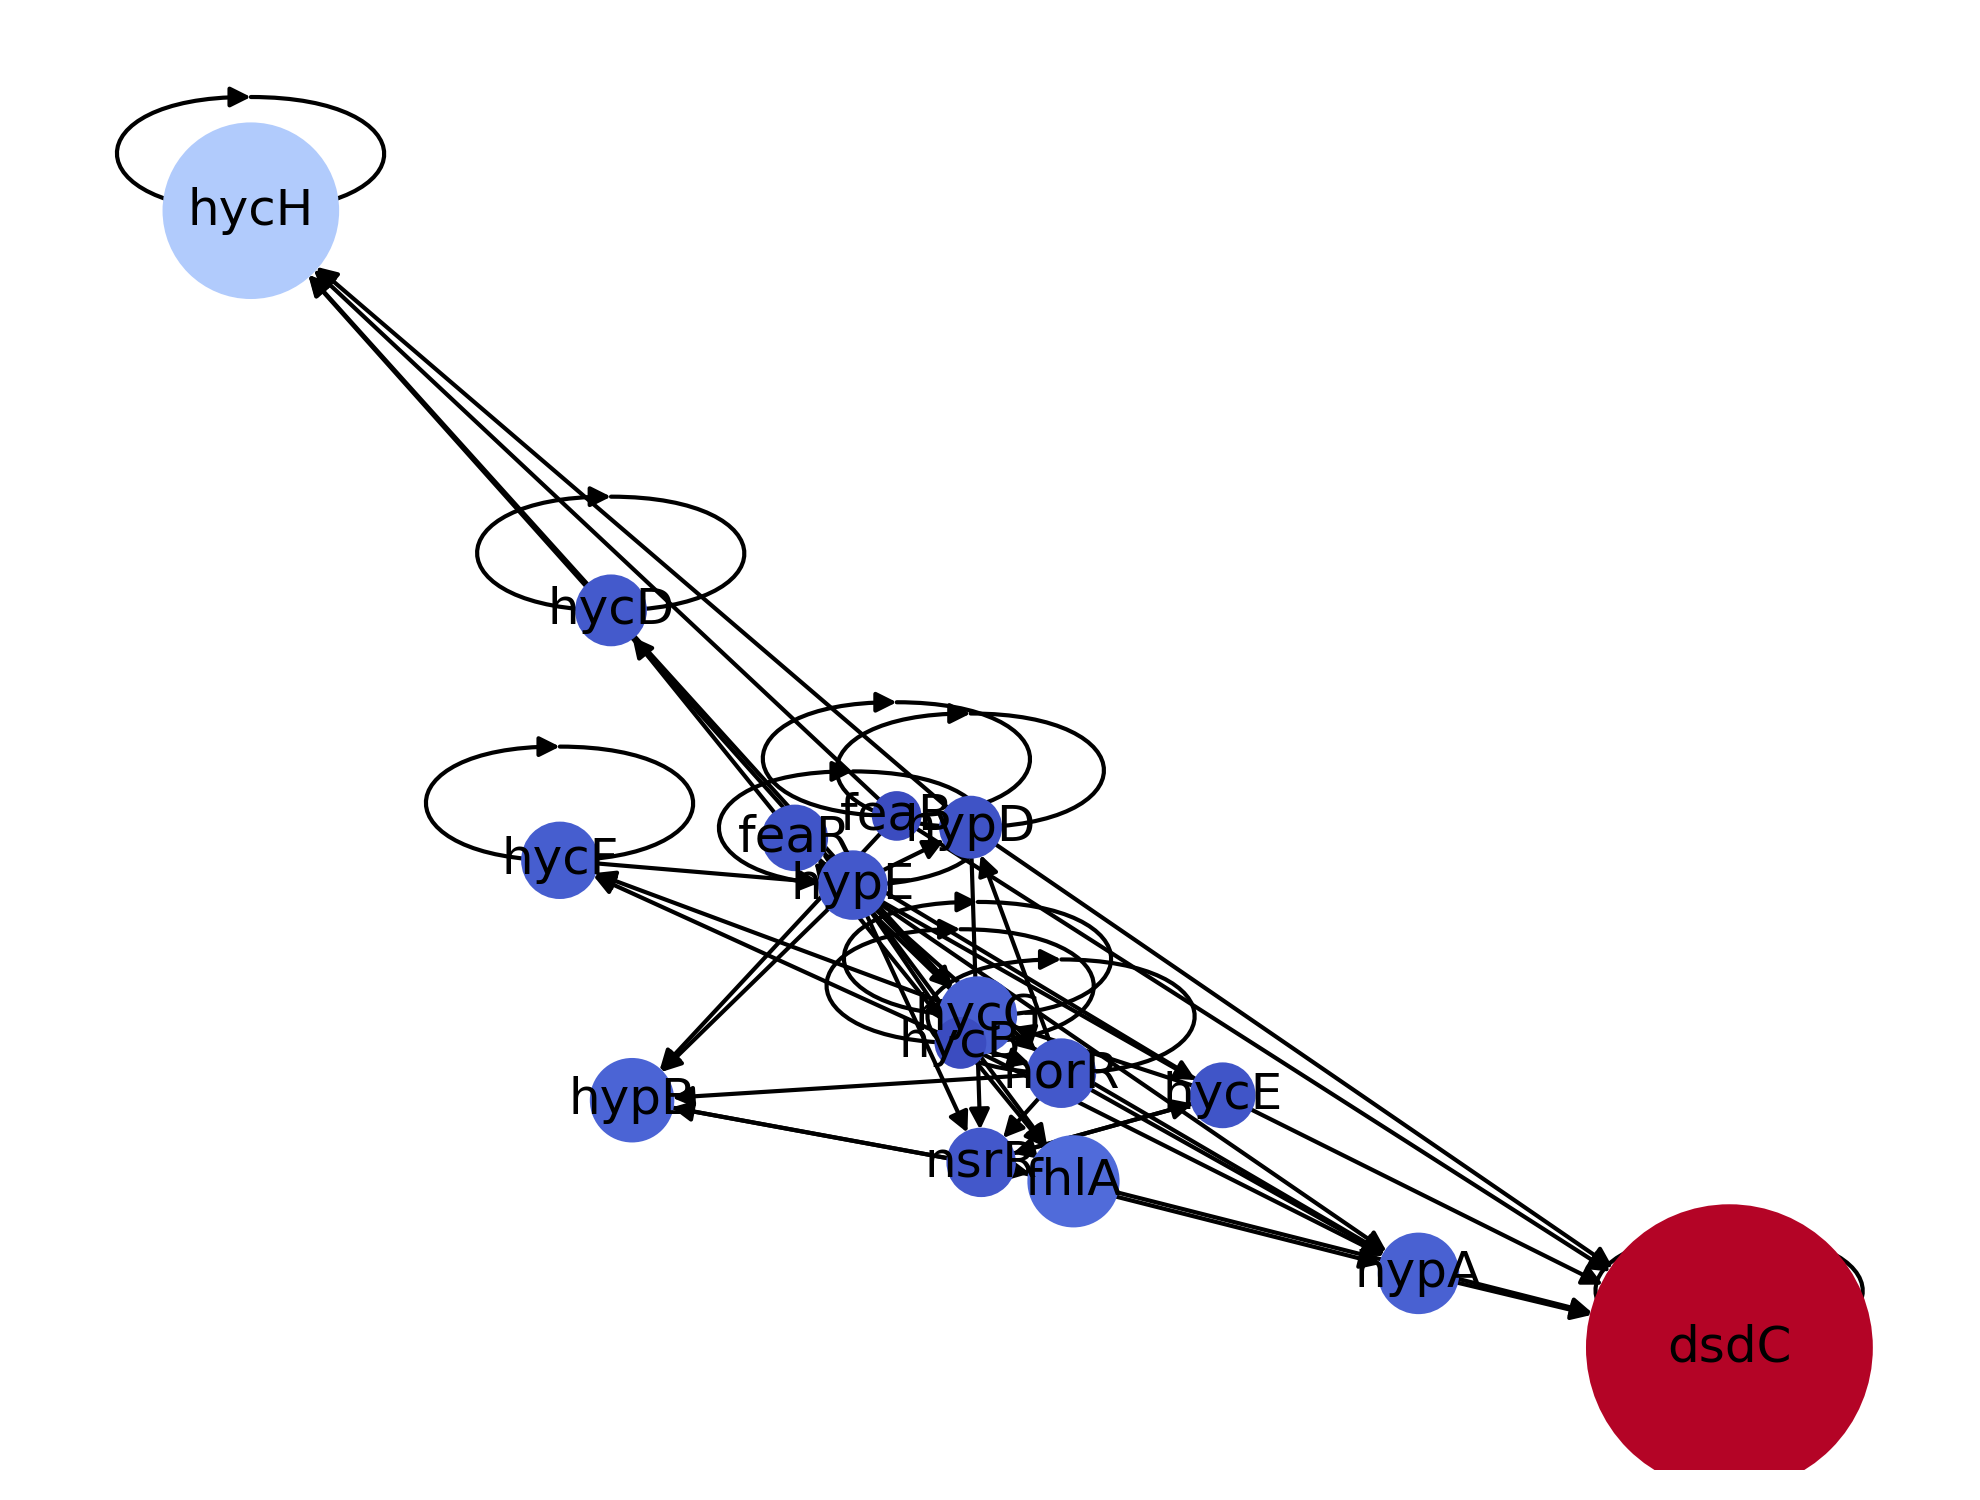 hycH
hycD
feaB
hypD
feaR
hycF
hypE
hycG
hycB
norR
hycE
hypB
nsrR
fhlA
hypA
dsdC